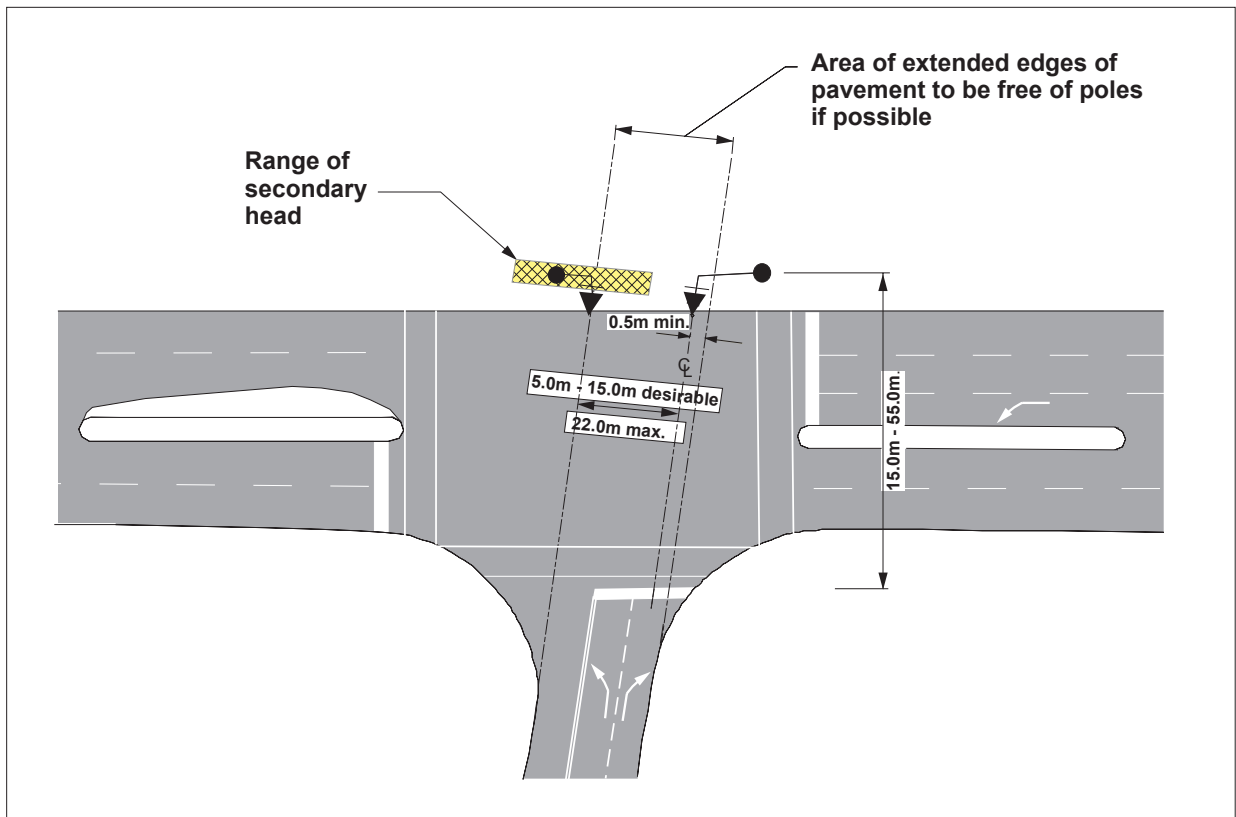 Area of extended edges of
pavement to be free of poles
if possible
Range of
secondary
head
0.5m min.
℄
5.0m - 15.0m desirable
22.0m max.
15.0m - 55.0m.